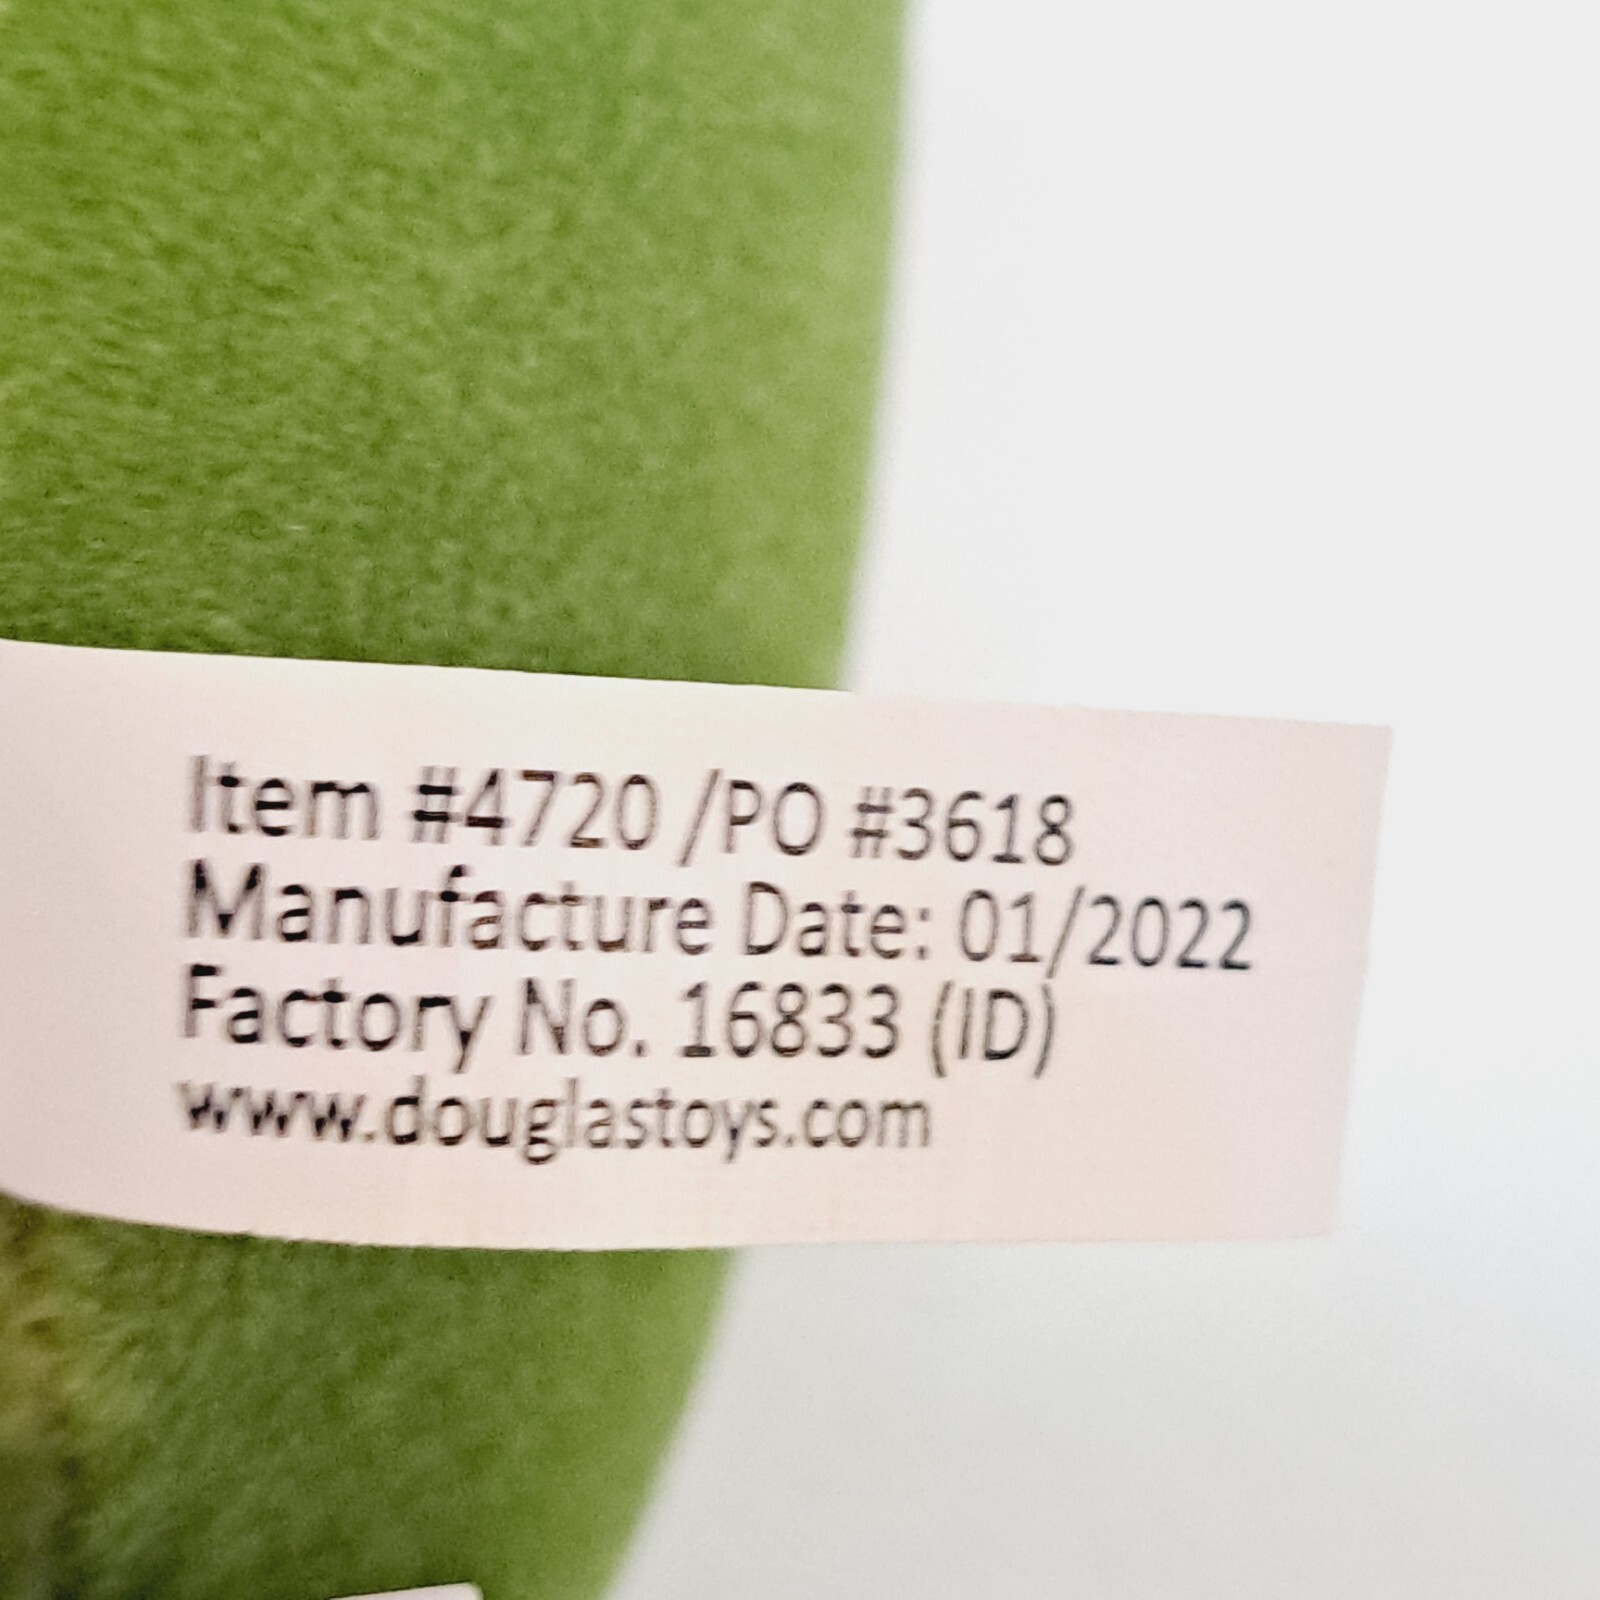 Item #4720 /PO #3618
Manufacture Date: 01/2022
Factory No. 16833 (ID)
www.douglastoys.com